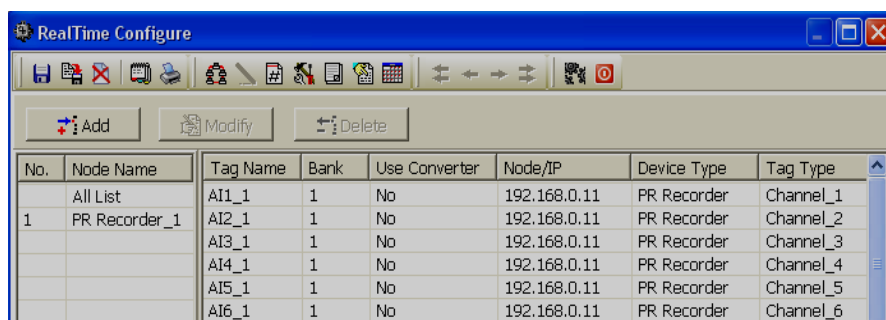 RealTime Configure
Add Modify Delete
No. Node Name Tag Name Bank Use Converter Node/IP Device Type Tag Type
All List AI1_1 1 No 192.168.0.11 PR Recorder Channel_1
1 PR Recorder_1 AI2_1 1 No 192.168.0.11 PR Recorder Channel_2
AI3_1 1 No 192.168.0.11 PR Recorder Channel_3
AI4_1 1 No 192.168.0.11 PR Recorder Channel_4
AI5_1 1 No 192.168.0.11 PR Recorder Channel_5
AI6_1 1 No 192.168.0.11 PR Recorder Channel_6